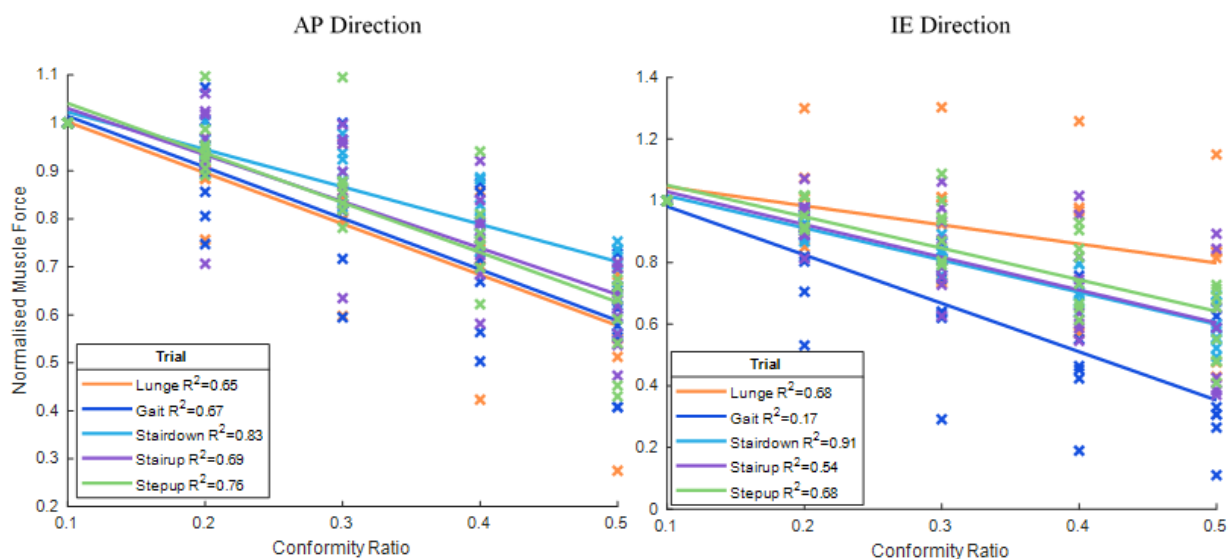 AP Direction
Normalised Muscle Force
1.1
1
0.9
0.8
0.7
0.6
0.5
0.4
0.3
0.2
Trial
Lunge R²=0.65
Gait R²=0.67
Stairdown R²=0.83
Stairup R²=0.69
Stepup R²=0.76
0.1
0.2
0.3
0.4
0.5
Conformity Ratio
IE Direction
1.4
1.2
1
0.8
0.6
0.4
0.2
0
Trial
Lunge R²=0.68
Gait R²=0.17
Stairdown R²=0.91
Stairup R²=0.54
Stepup R²=0.68
0.1
0.2
0.3
0.4
0.5
Conformity Ratio